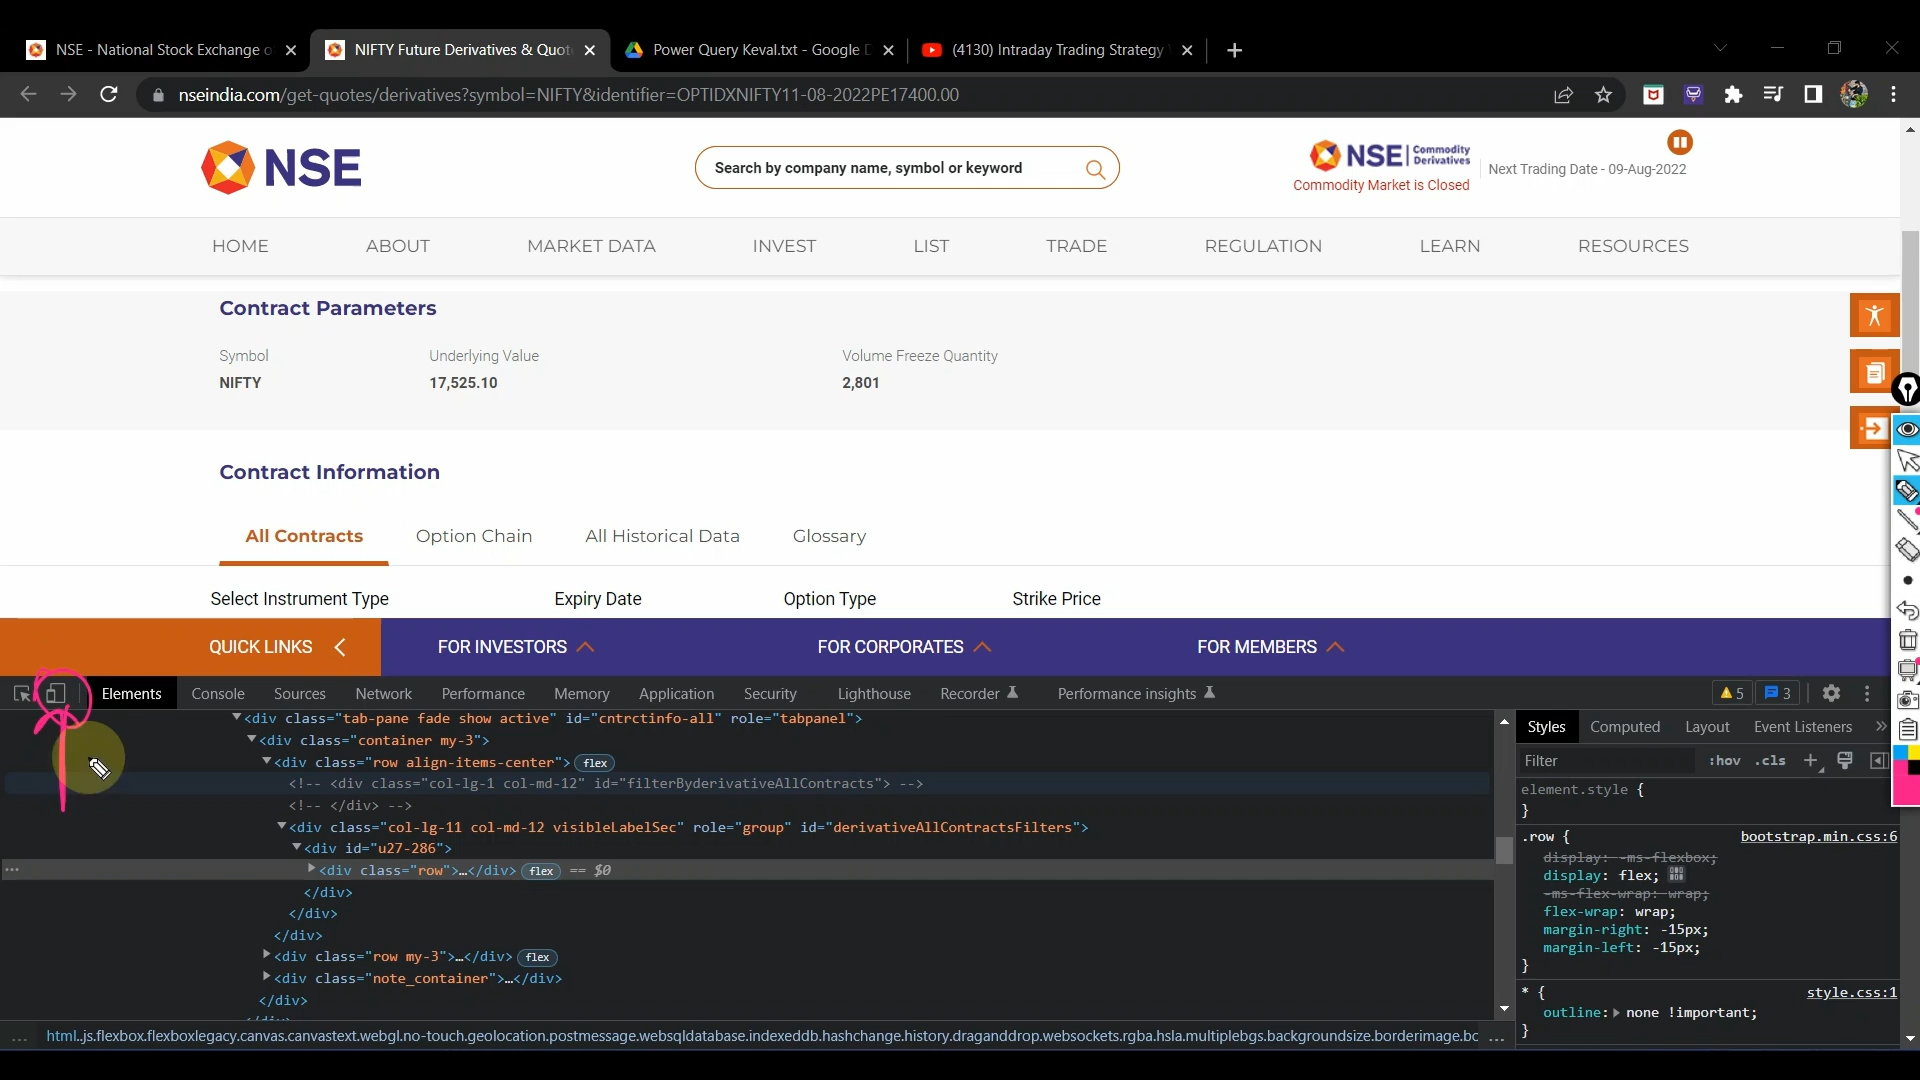 NSE - National Stock Exchange o
NIFTY Future Derivatives & Quot
Power Query Keval.txt - Google D
(4130) Intraday Trading Strategy
nseindia.com/get-quotes/derivatives?symbol=NIFTY&identifier=OPTIDXNIFTY11-08-2022PE17400.00
NSE
Search by company name, symbol or keyword
NSE Commodity Derivatives
Commodity Market is Closed
Next Trading Date - 09-Aug-2022
HOME ABOUT MARKET DATA INVEST LIST TRADE REGULATION LEARN RESOURCES
Contract Parameters
Symbol Underlying Value Volume Freeze Quantity
NIFTY 17,525.10 2,801
Contract Information
All Contracts Option Chain All Historical Data Glossary
Select Instrument Type Expiry Date Option Type Strike Price
QUICK LINKS FOR INVESTORS FOR CORPORATES FOR MEMBERS
Elements Console Sources Network Performance Memory Application Security Lighthouse Recorder Performance insights 5 3
<div class="tab-pane fade show active" id="cntrctinfo-all" role="tabpanel">
<div class="container my-3">
<div class="row align-items-center"> flex
<!-- <div class="col-lg-1 col-md-12" id="filterByderivativeAllContracts"> -->
<!-- </div> -->
<div class="col-lg-11 col-md-12 visibleLabelSec" role="group" id="derivativeAllContractsFilters">
<div id="u27-286">
<div class="row">…</div> flex == $0
</div>
</div>
</div>
<div class="row my-3">…</div> flex
<div class="note_container">…</div>
</div>
html.js.flexbox.flexboxlegacy.canvas.canvastext.webgl.no-touch.geolocation.postmessage.websqldatabase.indexeddb.hashchange.history.draganddrop.websockets.rgba.hsla.multiplebgs.backgroundsize.borderimage.bo ...
Styles Computed Layout Event Listeners »
Filter :hov .cls +
element.style {
}
.row { bootstrap.min.css:6
display: -ms-flexbox;
display: flex;
-ms-flex-wrap: wrap;
flex-wrap: wrap;
margin-right: -15px;
margin-left: -15px;
}
* { style.css:1
outline: none !important;
}